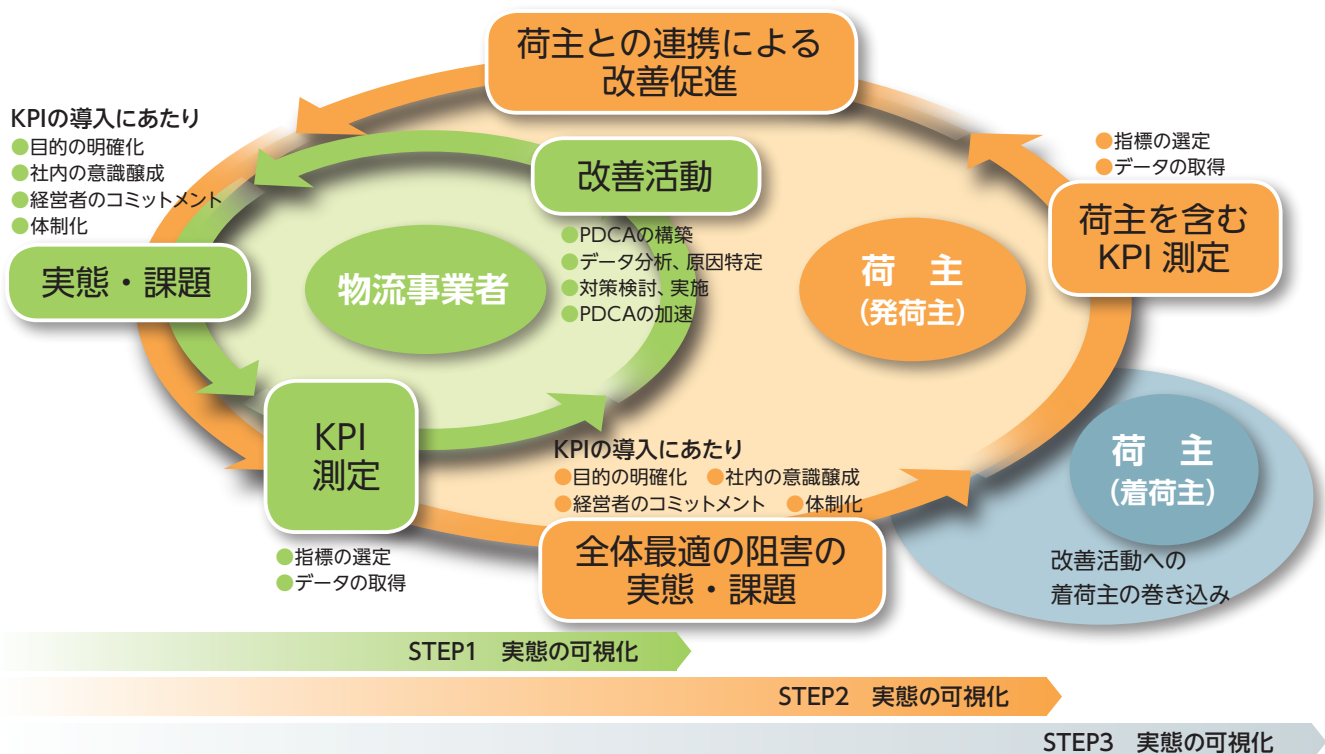 荷主との連携による
改善促進
KPIの導入にあたり
●目的の明確化
●社内の意識醸成
●経営者のコミットメント
●体制化
実態・課題
改善活動
●PDCAの構築
●データ分析、原因特定
●対策検討、実施
●PDCAの加速
物流事業者
荷　主
（発荷主）
●指標の選定
●データの取得
荷主を含む
KPI 測定
KPI
測定
●指標の選定
●データの取得
KPIの導入にあたり
●目的の明確化　●社内の意識醸成
●経営者のコミットメント　●体制化
全体最適の阻害の
実態・課題
荷　主
（着荷主）
改善活動への
着荷主の巻き込み
STEP1　実態の可視化
STEP2　実態の可視化
STEP3　実態の可視化